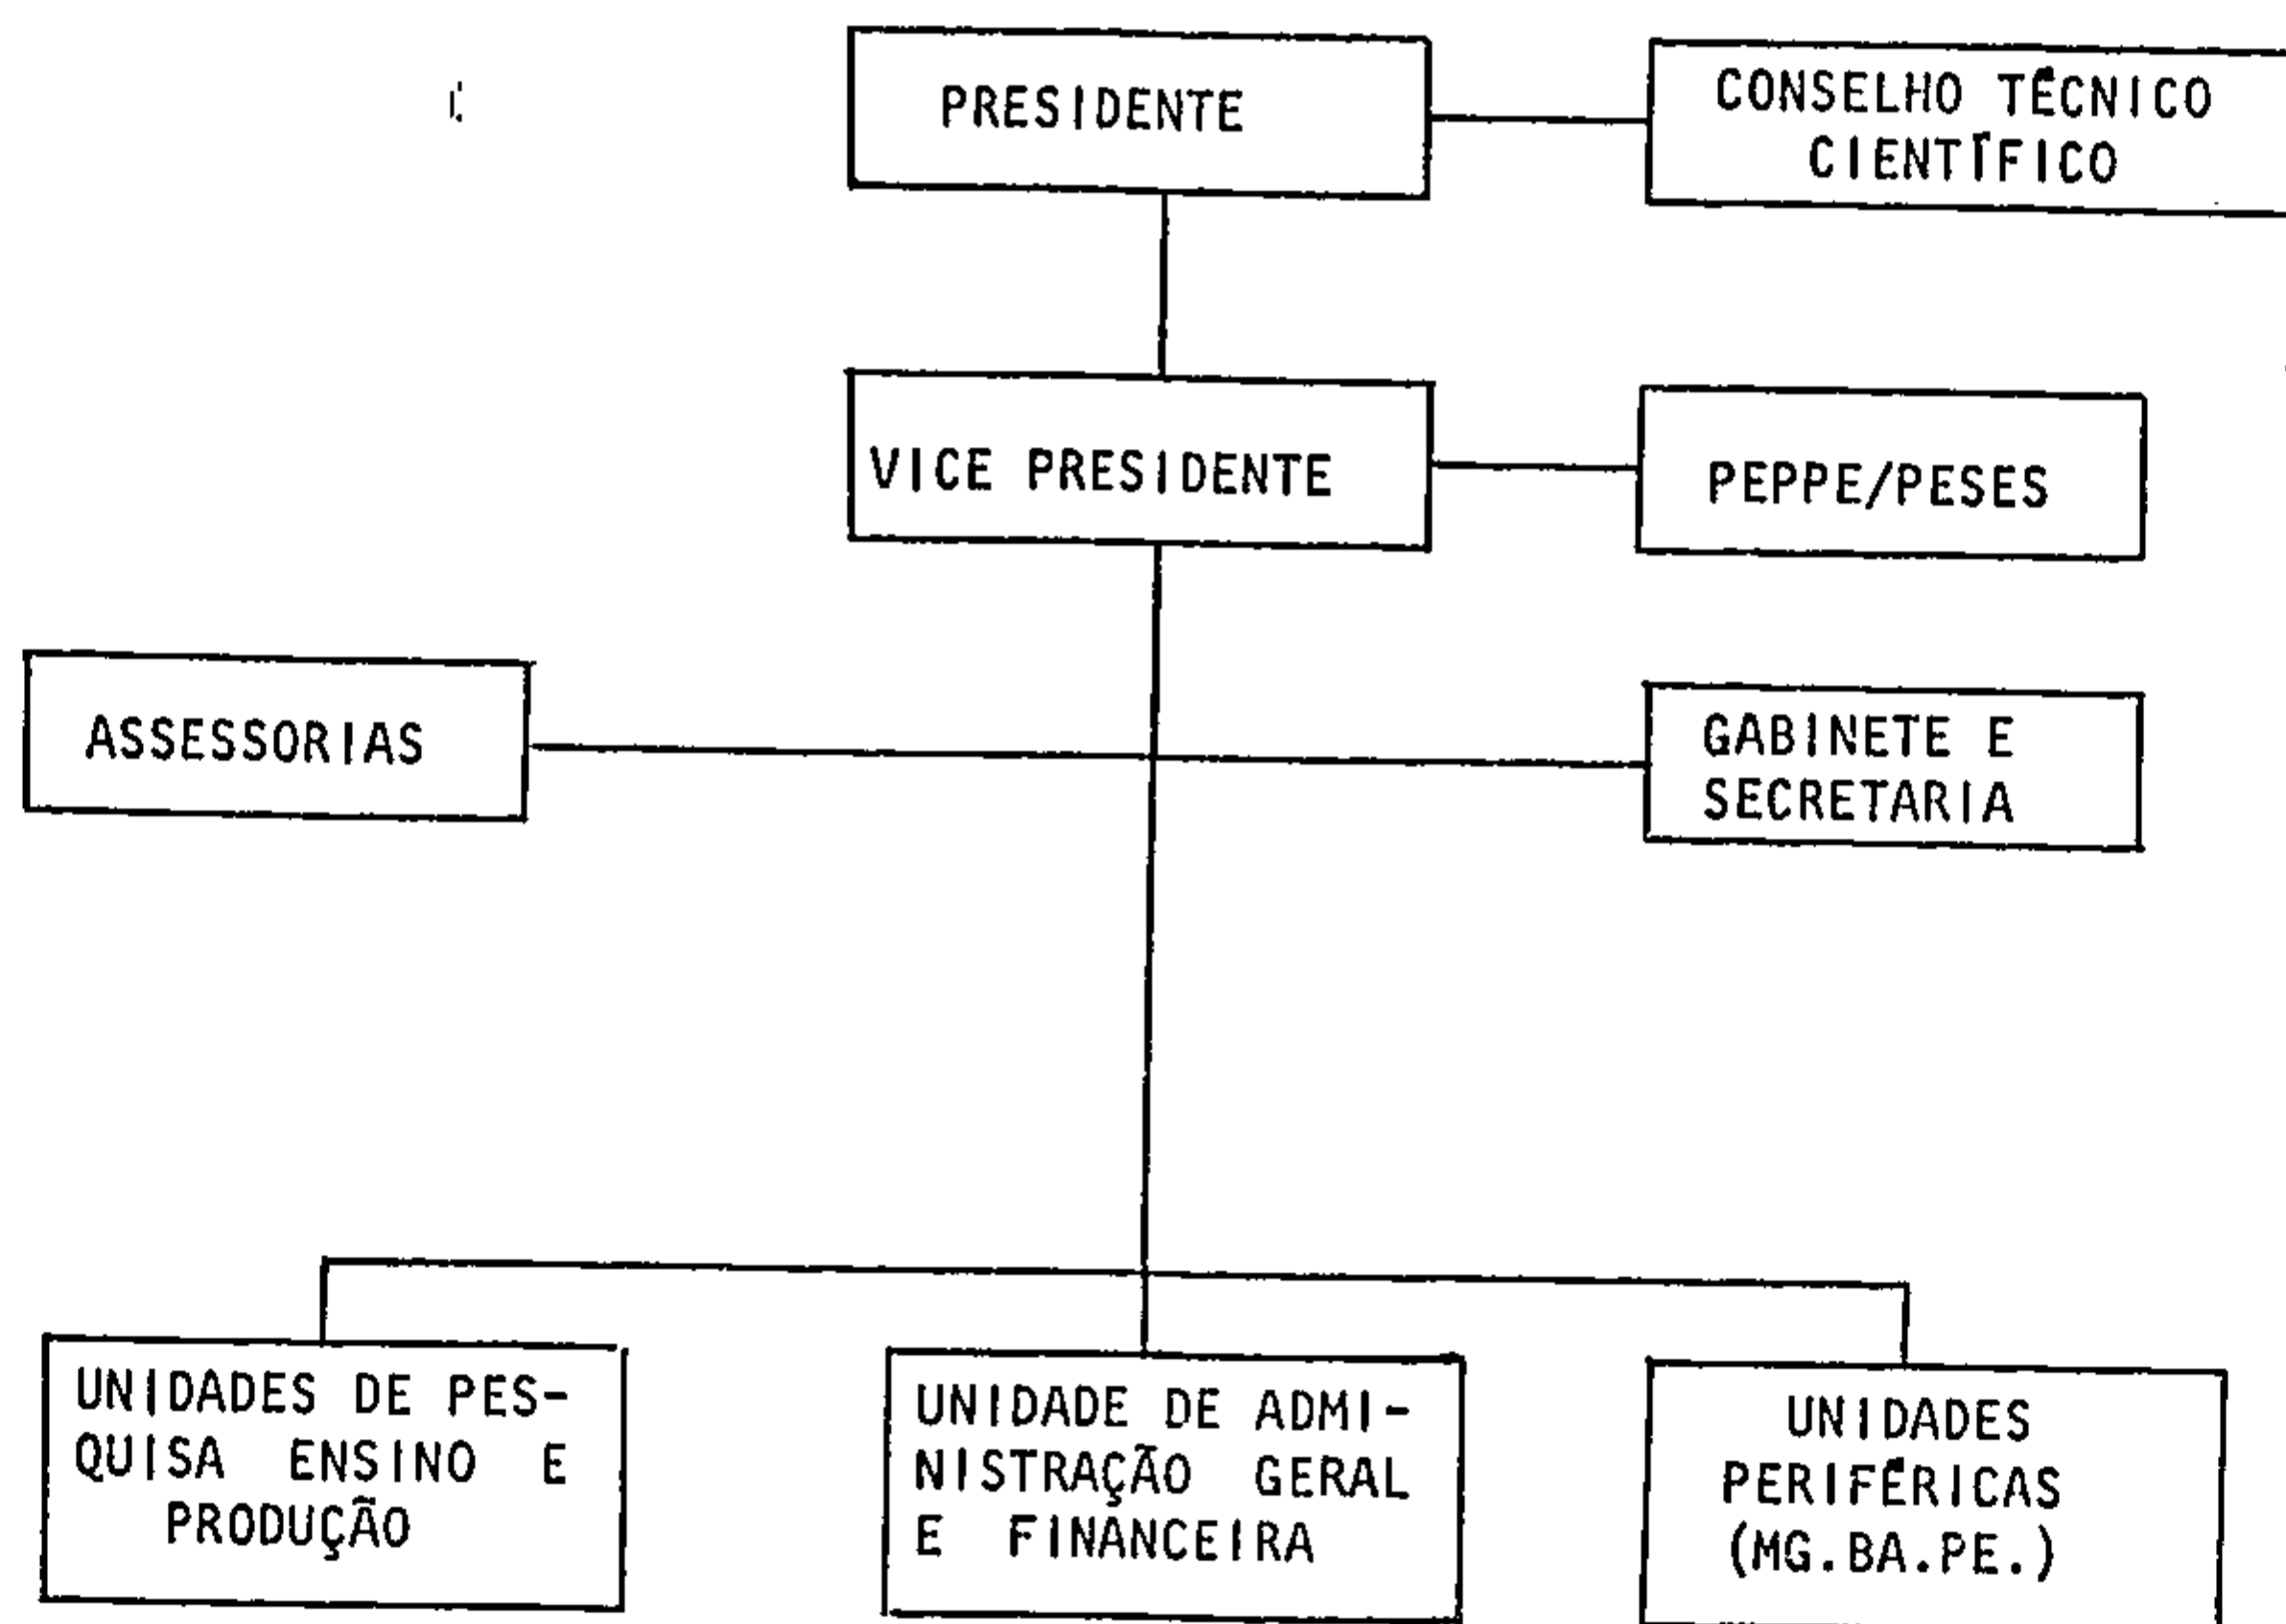 PRESIDENTE
CONSELHO TÉCNICO
CIENTÍFICO
VICE PRESIDENTE
PEPPE/PESES
ASSESSORIAS
GABINETE E
SECRETARIA
UNIDADES DE PES-
QUISA ENSINO E
PRODUÇÃO
UNIDADE DE ADMI-
NISTRAÇÃO GERAL
E FINANCEIRA
UNIDADES
PERIFÉRICAS
(MG.BA.PE.)